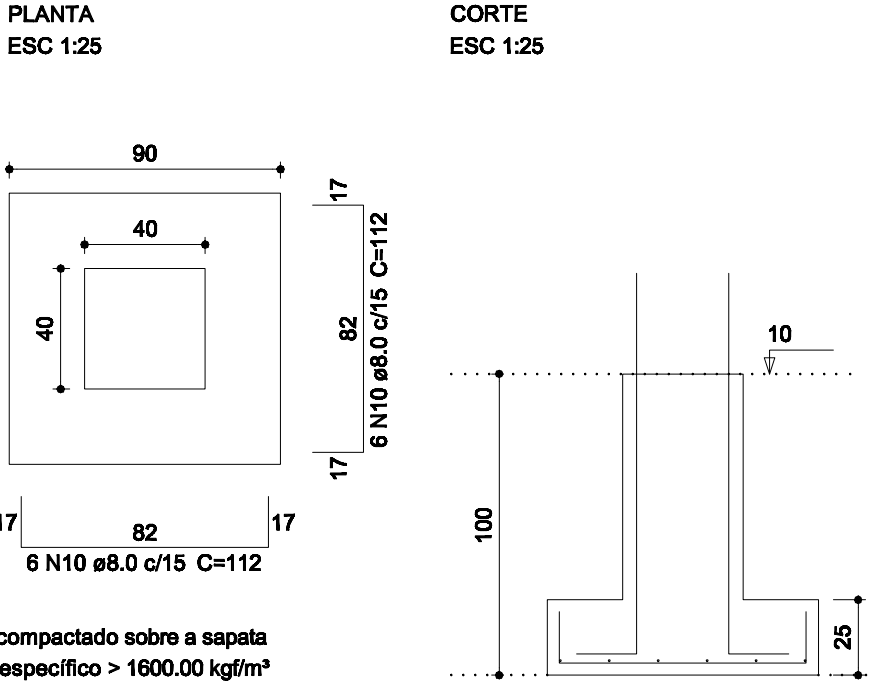 PLANTA
ESC 1:25
CORTE
ESC 1:25
90
40
40
17
82
17
6 N10 ø8.0 c/15 C=112
17
82
17
6 N10 ø8.0 c/15 C=112
compactado sobre a sapata
específico > 1600.00 kgf/m³
10
100
25